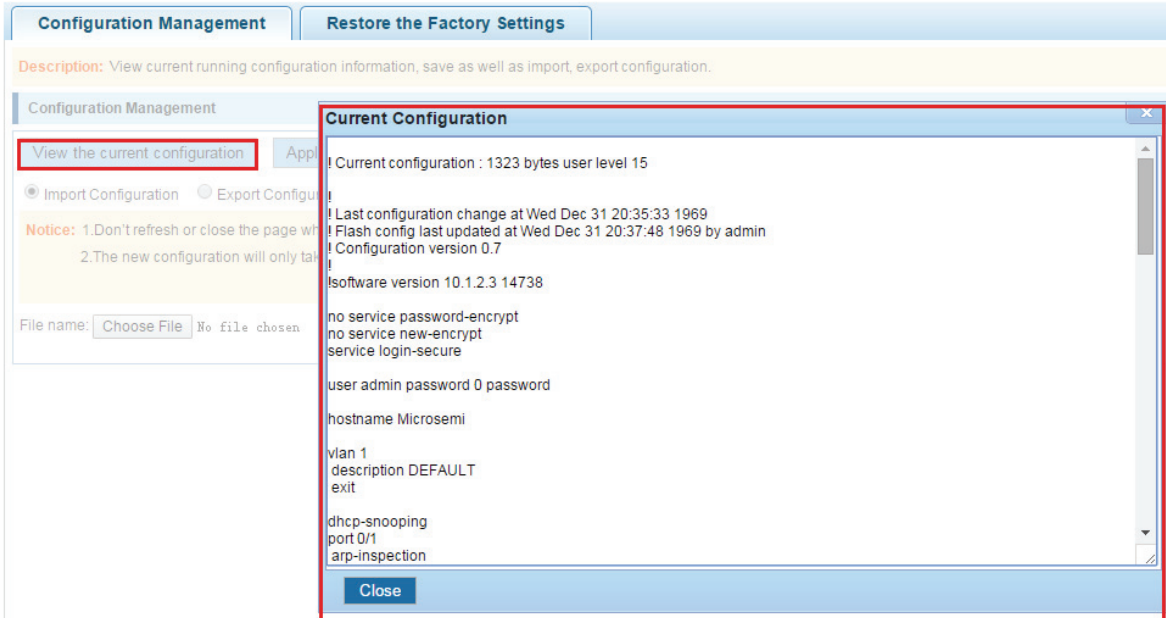 Configuration Management
Restore the Factory Settings
Description: View current running configuration information, save as well as import, export configuration.
Configuration Management
View the current configuration
Appl
Import Configuration
Export Configu
Notice: 1.Don't refresh or close the page wh
2.The new configuration will only tak
File name: Choose File No file chosen
Current Configuration
! Current configuration : 1323 bytes user level 15
!
! Last configuration change at Wed Dec 31 20:35:33 1969
! Flash config last updated at Wed Dec 31 20:37:48 1969 by admin
! Configuration version 0.7
!
!software version 10.1.2.3 14738
no service password-encrypt
no service new-encrypt
service login-secure
user admin password 0 password
hostname Microsemi
vlan 1
description DEFAULT
exit
dhcp-snooping
port 0/1
arp-inspection
Close